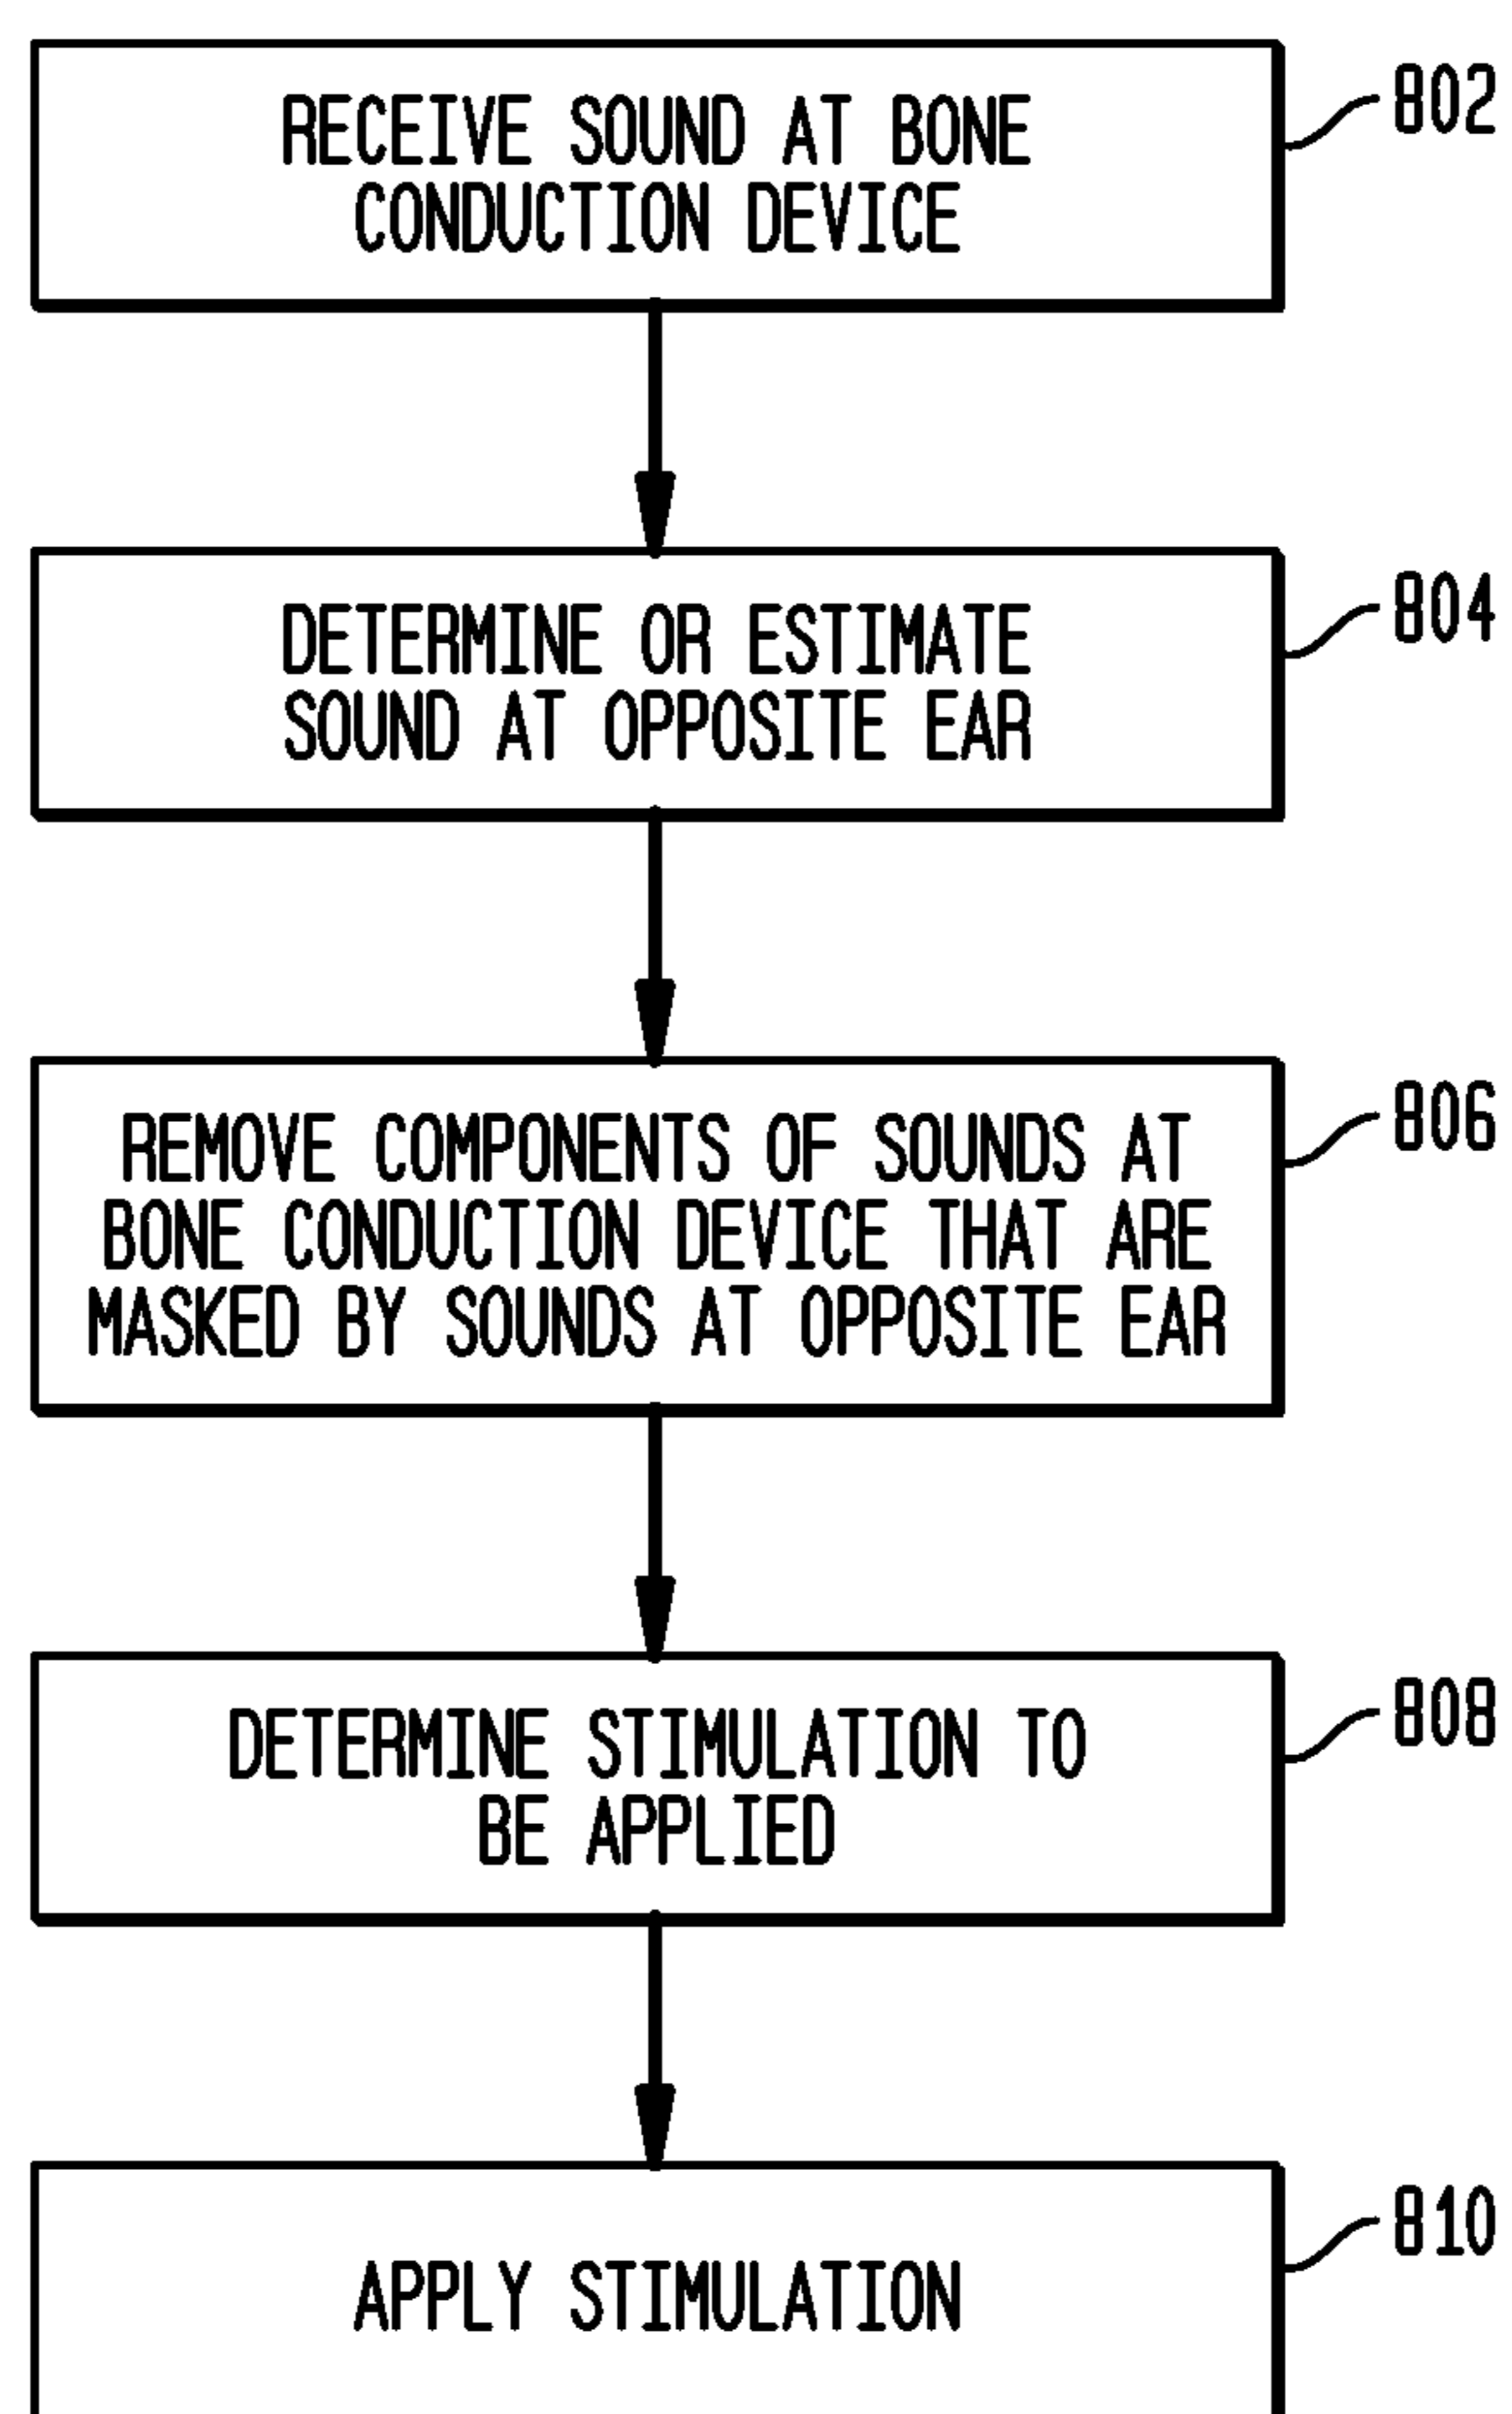 RECEIVE SOUND AT BONE
CONDUCTION DEVICE
802
DETERMINE OR ESTIMATE
SOUND AT OPPOSITE EAR
804
REMOVE COMPONENTS OF SOUNDS AT
BONE CONDUCTION DEVICE THAT ARE
MASKED BY SOUNDS AT OPPOSITE EAR
806
DETERMINE STIMULATION TO
BE APPLIED
808
APPLY STIMULATION
810